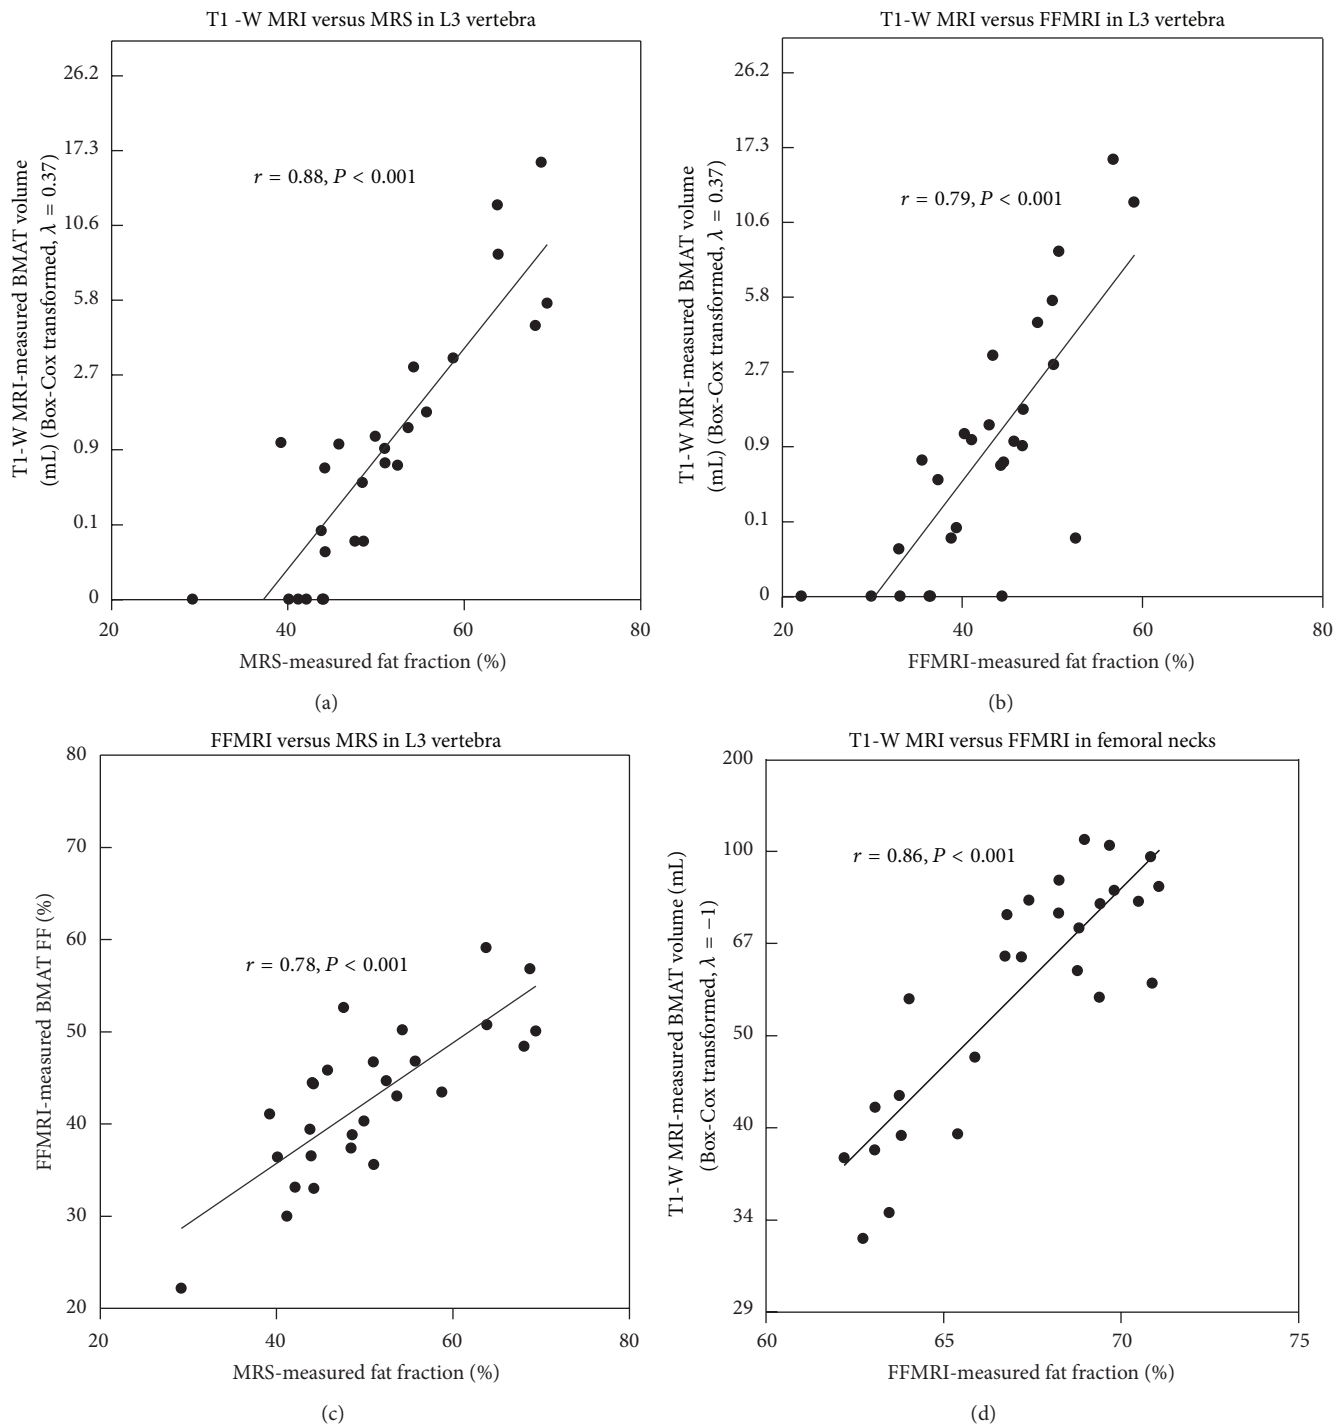 T1 -W MRI versus MRS in L3 vertebra
T1-W MRI-measured BMAT volume
(mL) (Box-Cox transformed, λ = 0.37)
26.2
17.3
10.6
5.8
2.7
0.9
0.1
0
r = 0.88, P < 0.001
20
40
60
80
MRS-measured fat fraction (%)
(a)
T1-W MRI versus FFMRI in L3 vertebra
T1-W MRI-measured BMAT volume
(mL) (Box-Cox transformed, λ = 0.37)
26.2
17.3
10.6
5.8
2.7
0.9
0.1
0
r = 0.79, P < 0.001
20
40
60
80
FFMRI-measured fat fraction (%)
(b)
FFMRI versus MRS in L3 vertebra
FFMRI-measured BMAT FF (%)
80
70
60
50
40
30
20
r = 0.78, P < 0.001
20
40
60
80
MRS-measured fat fraction (%)
(c)
T1-W MRI versus FFMRI in femoral necks
T1-W MRI-measured BMAT volume (mL)
(Box-Cox transformed, λ = −1)
200
100
67
50
40
34
29
r = 0.86, P < 0.001
60
65
70
75
FFMRI-measured fat fraction (%)
(d)